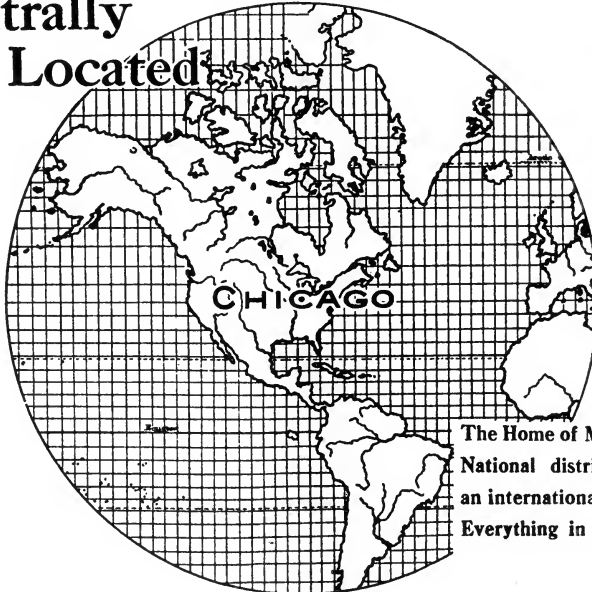 trally
Located
CHICAGO
The Home of M
National distri
an internationa
Everything in